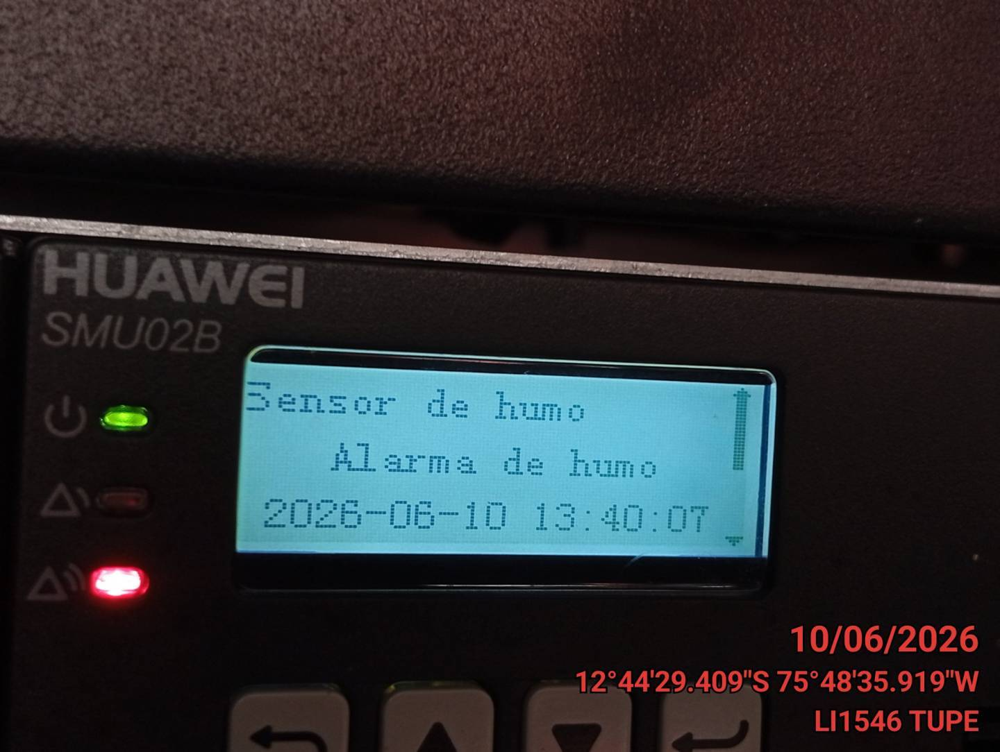 HUAWEI
SMU02B
Sensor de humo
Alarma de humo
2026-06-10 13:40:07
10/06/2026
12°44'29.409"S 75°48'35.919"W
LI1546 TUPE